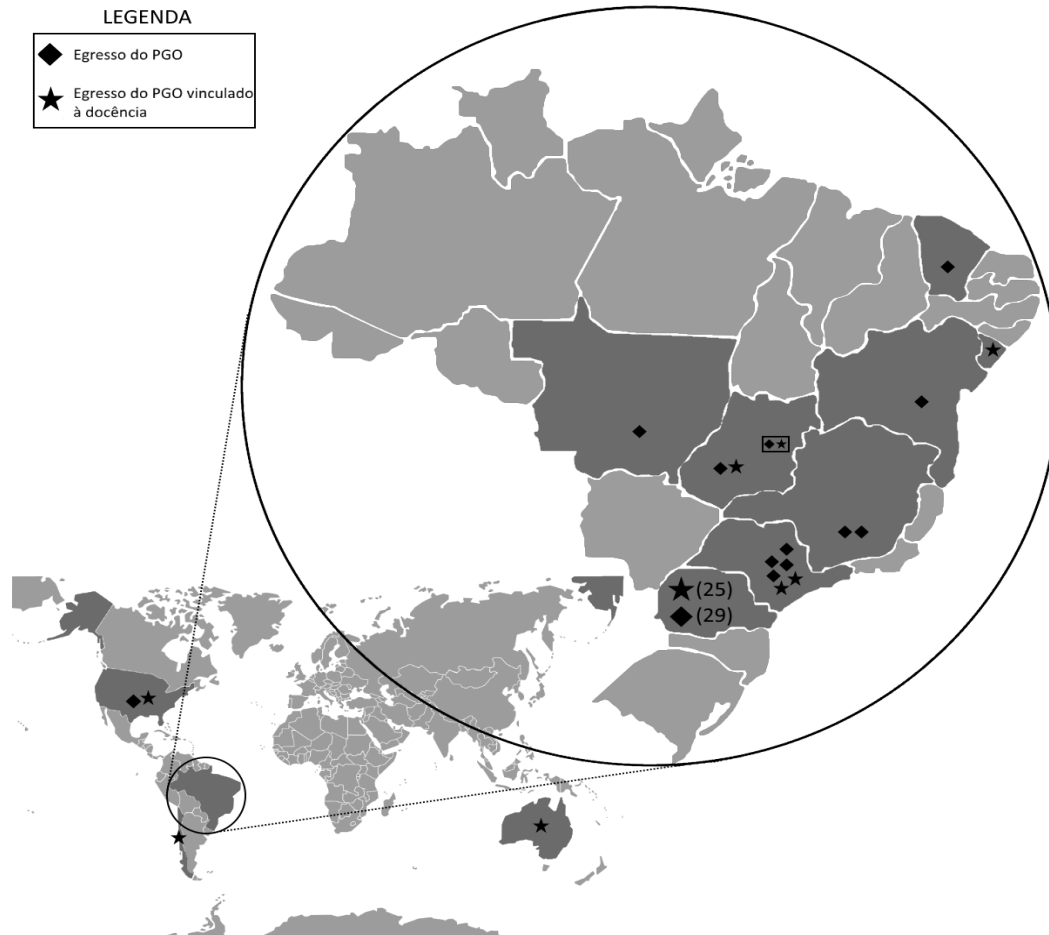 LEGENDA
Egresso do PGO
Egresso do PGO vinculado
à docência
(25)
(29)